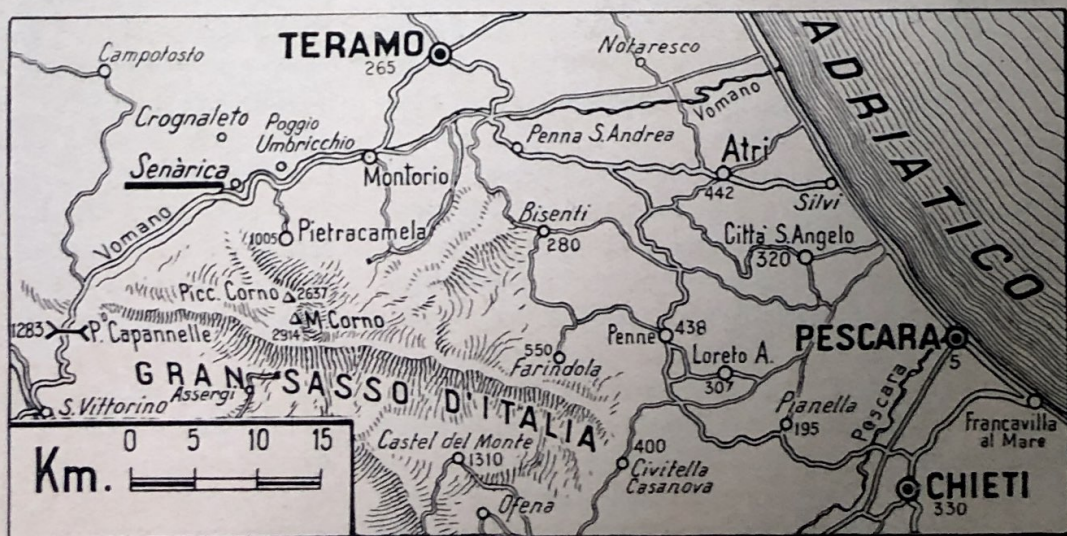 ADRIATICO
TERAMO
265
Campotosto
Notaresco
Vomano
Crognaleto
Poggio
Umbricchio
Penna S. Andrea
Atri
442
Senàrica
Montorio
Silvi
Vomano
1005
Pietracamela
Bisenti
280
Città S. Angelo
320
Picc. Corno
2637
M. Corno
2914
1283
P. Capannelle
Penne
438
PESCARA
5
550
Farindola
Loreto A.
307
GRAN SASSO D'ITALIA
Assergi
S. Vittorino
Pescara
Pianella
195
Francavilla
al Mare
Km.
0 5 10 15
Castel del Monte
1310
400
Civitella
Casanova
CHIETI
330
Ofena